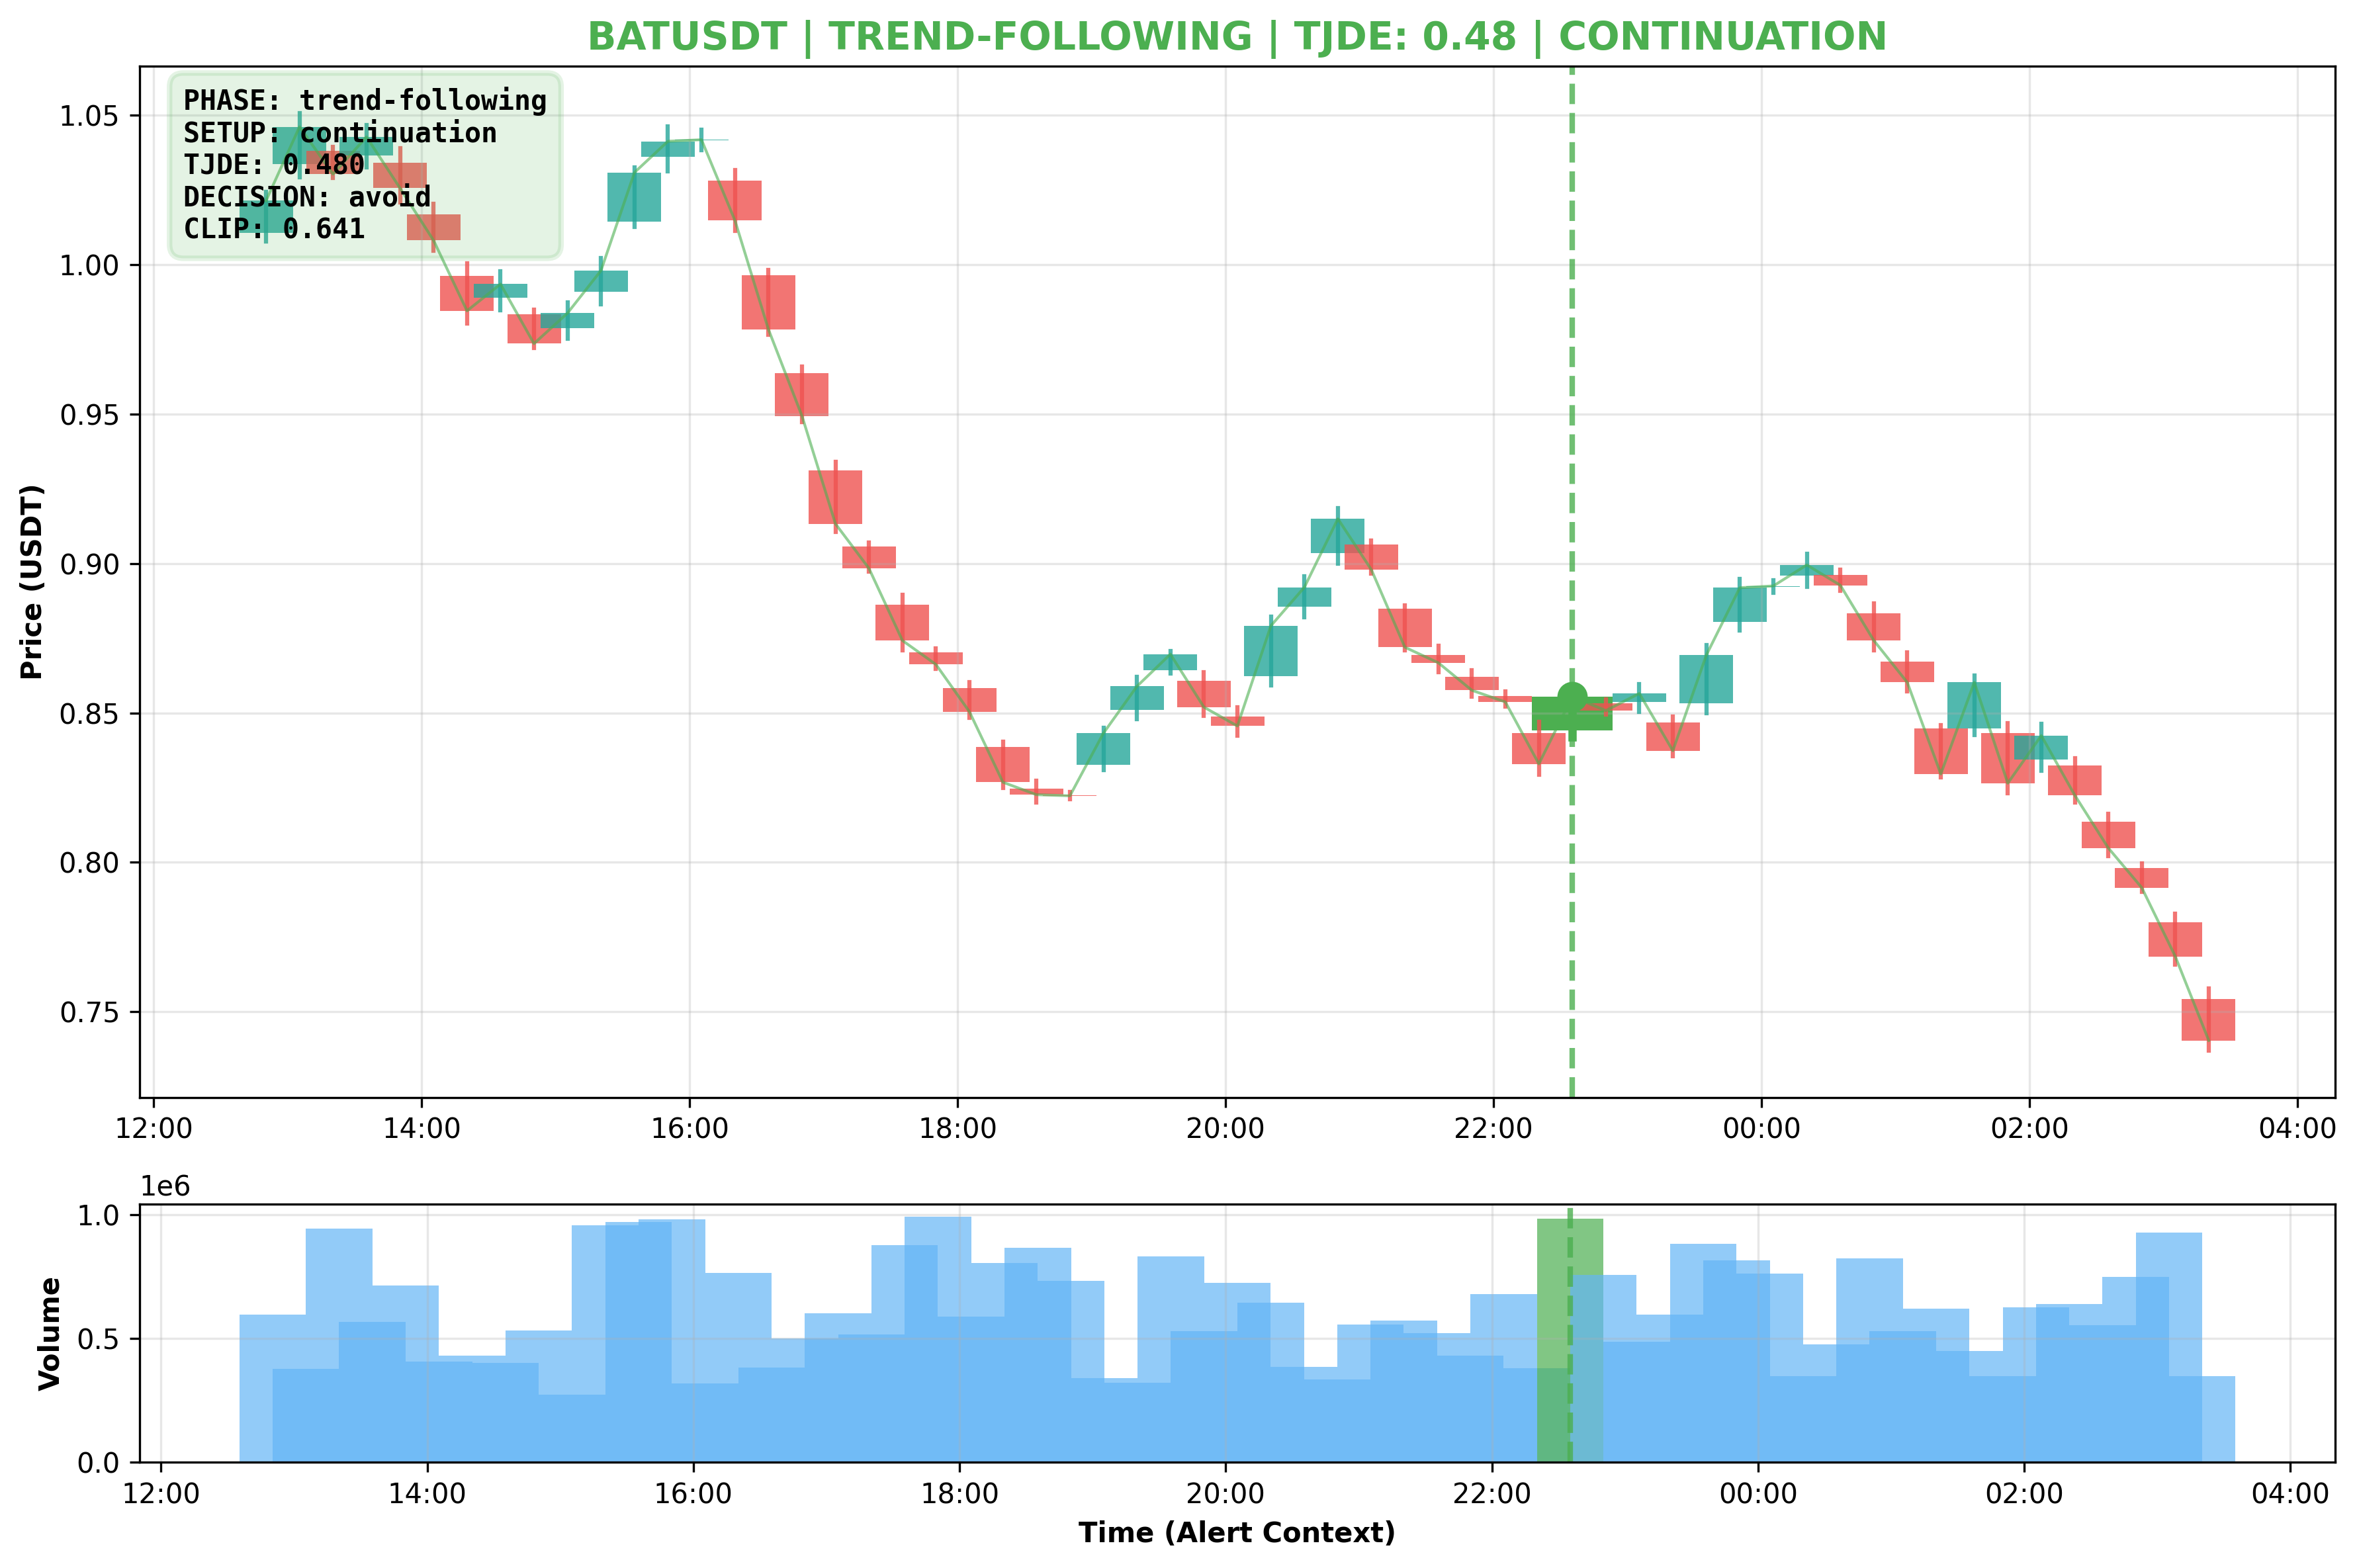 BATUSDT | TREND-FOLLOWING | TJDE: 0.48 | CONTINUATION
PHASE: trend-following
SETUP: continuation
TJDE: 0.480
DECISION: avoid
CLIP: 0.641
Price (USDT)
1.05
1.00
0.95
0.90
0.85
0.80
0.75
12:00 14:00 16:00 18:00 20:00 22:00 00:00 02:00 04:00
1e6
Volume
1.0
0.5
0.0
12:00 14:00 16:00 18:00 20:00 22:00 00:00 02:00 04:00
Time (Alert Context)